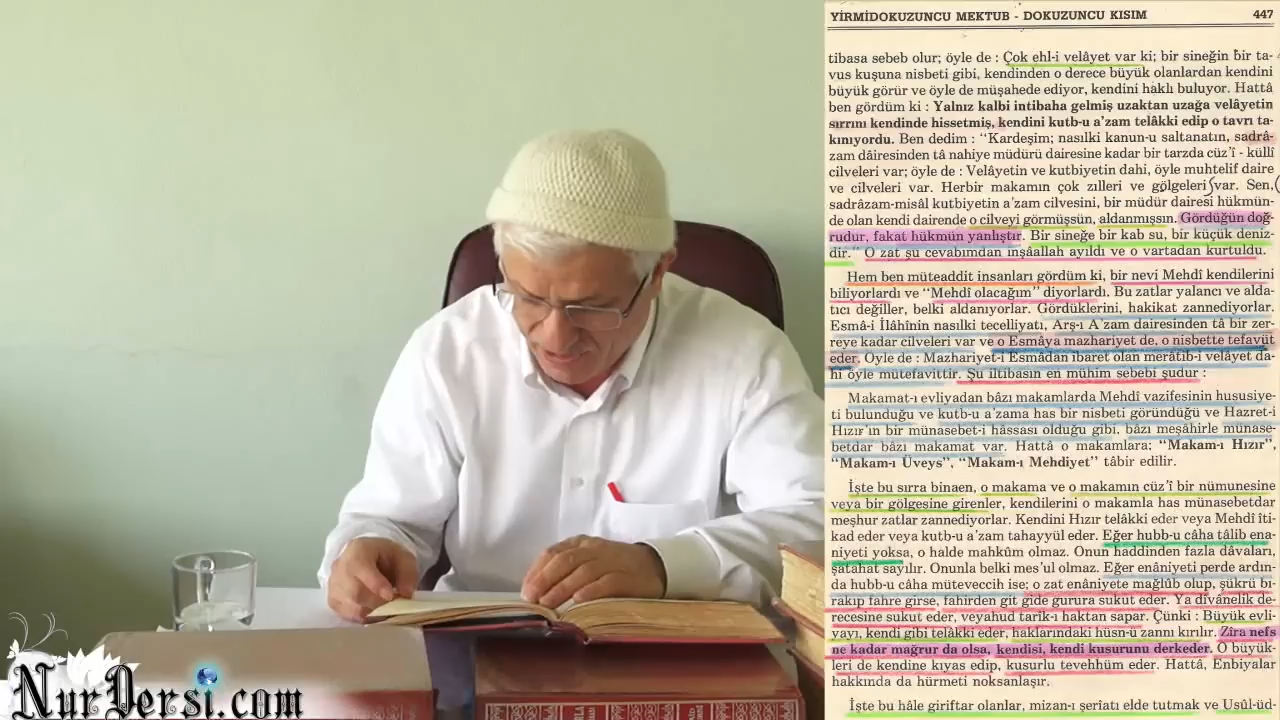 YİRMİDOKUZUNCU MEKTUB - DOKUZUNCU KISIM 447
tibasa sebeb olur; öyle de : Çok ehl-i velâyet var ki; bir sineğin bir ta-
vus kuşuna nisbeti gibi, kendinden o derece büyük olanlardan kendini
büyük görür ve öyle de müşahede ediyor, kendini haklı buluyor. Hattâ
ben gördüm ki : Yalnız kalbi intibaha gelmiş uzaktan uzağa velâyetin
sırrını kendinde hissetmiş, kendini kutb-u a'zam telâkki edip o tavrı ta-
kınıyordu. Ben dedim : "Kardeşim; nasılki kanun-u saltanatın, sadrâ-
zam dâiresinden tâ nahiye müdürü dairesine kadar bir tarzda cüz'î - küllî
cilveleri var; öyle de : Velâyetin ve kutbiyetin dahi, öyle muhtelif daire
ve cilveleri var. Herbir makamın çok zılleri ve gölgeleri var. Sen,
sadrâzam-misâl kutbiyetin a'zam cilvesini, bir müdür dairesi hükmün-
de olan kendi dairende o cilveyi görmüşsün, aldanmışsın. Gördüğün doğ-
rudur, fakat hükmün yanlıştır. Bir sineğe bir kab su, bir küçük deniz-
dir." O zat şu cevabımdan inşâallah ayıldı ve o vartadan kurtuldu.
Hem ben müteaddit insanları gördüm ki, bir nevi Mehdî kendilerini
biliyorlardı ve "Mehdî olacağım" diyorlardı. Bu zatlar yalancı ve alda-
tıcı değiller, belki aldanıyorlar. Gördüklerini, hakikat zannediyorlar.
Esmâ-i İlâhînin nasılki tecelliyatı, Arş-ı A'zam dairesinden tâ bir zer-
reye kadar cilveleri var ve o Esmâya mazhariyet de, o nisbette tefavüt
eder. Öyle de : Mazhariyet-i Esmâdan ibaret olan merâtib-i velâyet da-
hi öyle mütefavittir. Şu iltibasın en mühim sebebi şudur :
Makamat-ı evliyadan bâzı makamlarda Mehdî vazifesinin hususiye-
ti bulunduğu ve kutb-u a'zama has bir nisbeti göründüğü ve Hazret-i
Hızır'ın bir münasebet-i hâssası olduğu gibi, bâzı meşâhirle münase-
betdar bâzı makamat var. Hattâ o makamlara: "Makam-ı Hızır",
"Makam-ı Üveys", "Makam-ı Mehdiyet" tâbir edilir.
İşte bu sırra binaen, o makama ve o makamın cüz'î bir nümunesine
veya bir gölgesine girenler, kendilerini o makamla has münasebetdar
meşhur zatlar zannediyorlar. Kendini Hızır telâkki eder veya Mehdî îti-
kad eder veya kutb-u a'zam tahayyül eder. Eğer hubb-u câha tâlib ena-
niyeti yoksa, o halde mahkûm olmaz. Onun haddinden fazla dâvaları,
şatahat sayılır. Onunla belki mes'ul olmaz. Eğer enâniyeti perde ardın-
da hubb-u câha müteveccih ise; o zat enâniyete mağlûb olup, şükrü bı-
rakıp fahre girse, fahirden git gide gurura sukut eder. Ya dîvânelik de-
recesine sukut eder, veyahud tarik-ı haktan sapar. Çünki : Büyük evli-
yayı, kendi gibi telâkki eder, haklarındaki hüsn-ü zannı kırılır. Zira nefs
ne kadar mağrur da olsa, kendisi, kendi kusurunu derkeder. O büyük-
leri de kendine kıyas edip, kusurlu tevehhüm eder. Hattâ, Enbiyalar
hakkında da hürmeti noksanlaşır.
İşte bu hâle giriftar olanlar, mizan-ı şeriatı elde tutmak ve Usûl-üd-
NurDersi.com